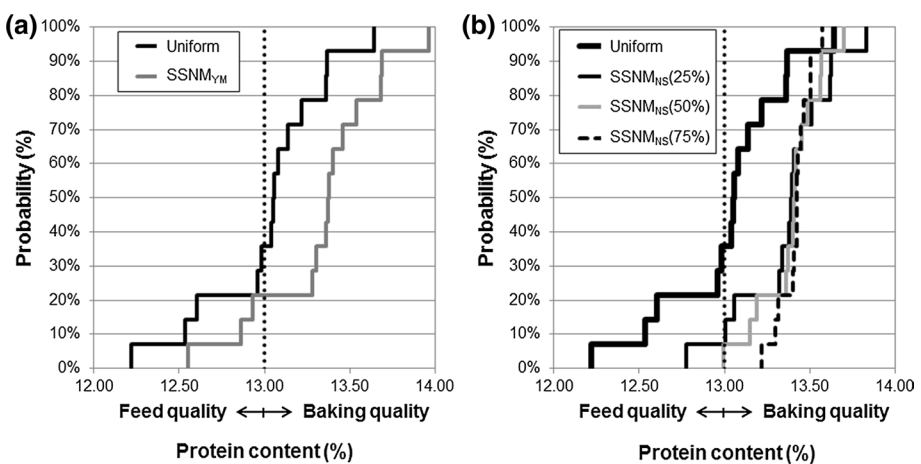 (a)
100%
90%
80%
70%
60%
50%
40%
30%
20%
10%
0%
Probability (%)
Uniform
SSNMYM
12.00 12.50 13.00 13.50 14.00
Feed quality Baking quality
Protein content (%)
(b)
100%
90%
80%
70%
60%
50%
40%
30%
20%
10%
0%
Probability (%)
Uniform
SSNMNS(25%)
SSNMNS(50%)
SSNMNS(75%)
12.00 12.50 13.00 13.50 14.00
Feed quality Baking quality
Protein content (%)